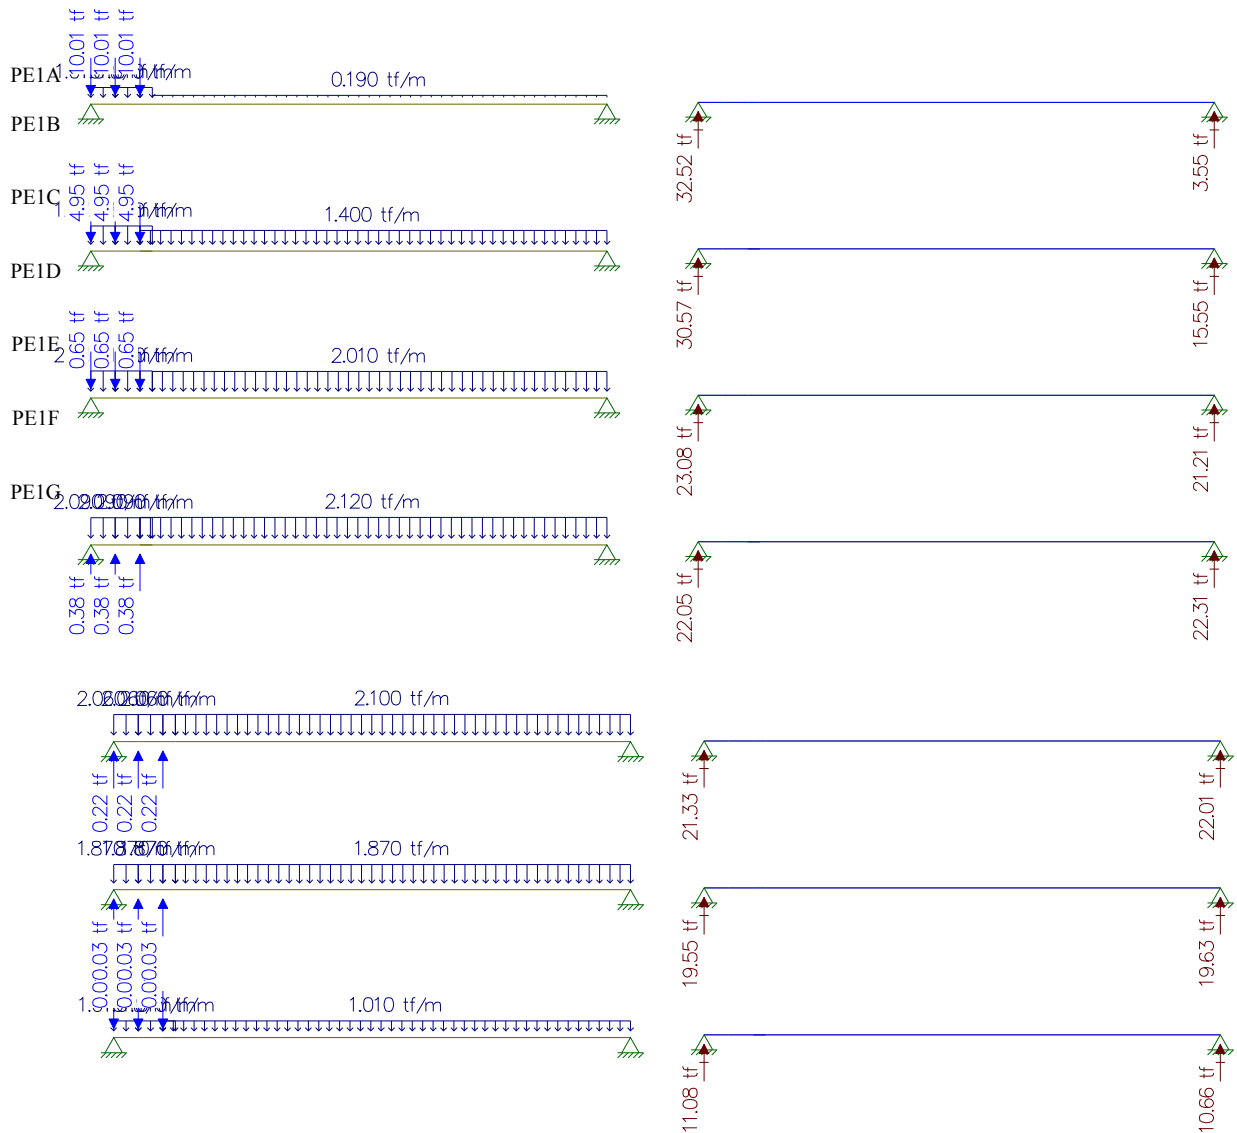 10.01 tf 10.01 tf 10.01 tf
PE1A
0.190 tf/m
PE1B
32.52 tf 3.55 tf
4.95 tf 4.95 tf 4.95 tf
PE1C
1.400 tf/m
PE1D
30.57 tf 15.55 tf
0.65 tf 0.65 tf 0.65 tf
PE1E
2.010 tf/m
PE1F
23.08 tf 21.21 tf
PE1G
2.120 tf/m
0.38 tf 0.38 tf 0.38 tf
22.05 tf 22.31 tf
2.100 tf/m
0.22 tf 0.22 tf 0.22 tf
21.33 tf 22.01 tf
1.870 tf/m
0.03 tf
19.55 tf 19.63 tf
1.010 tf/m
11.08 tf 10.66 tf